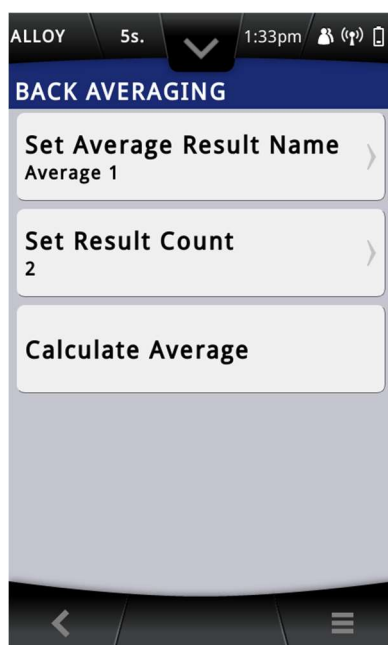 ALLOY 5s. 1:33pm
BACK AVERAGING
Set Average Result Name
Average 1
Set Result Count
2
Calculate Average